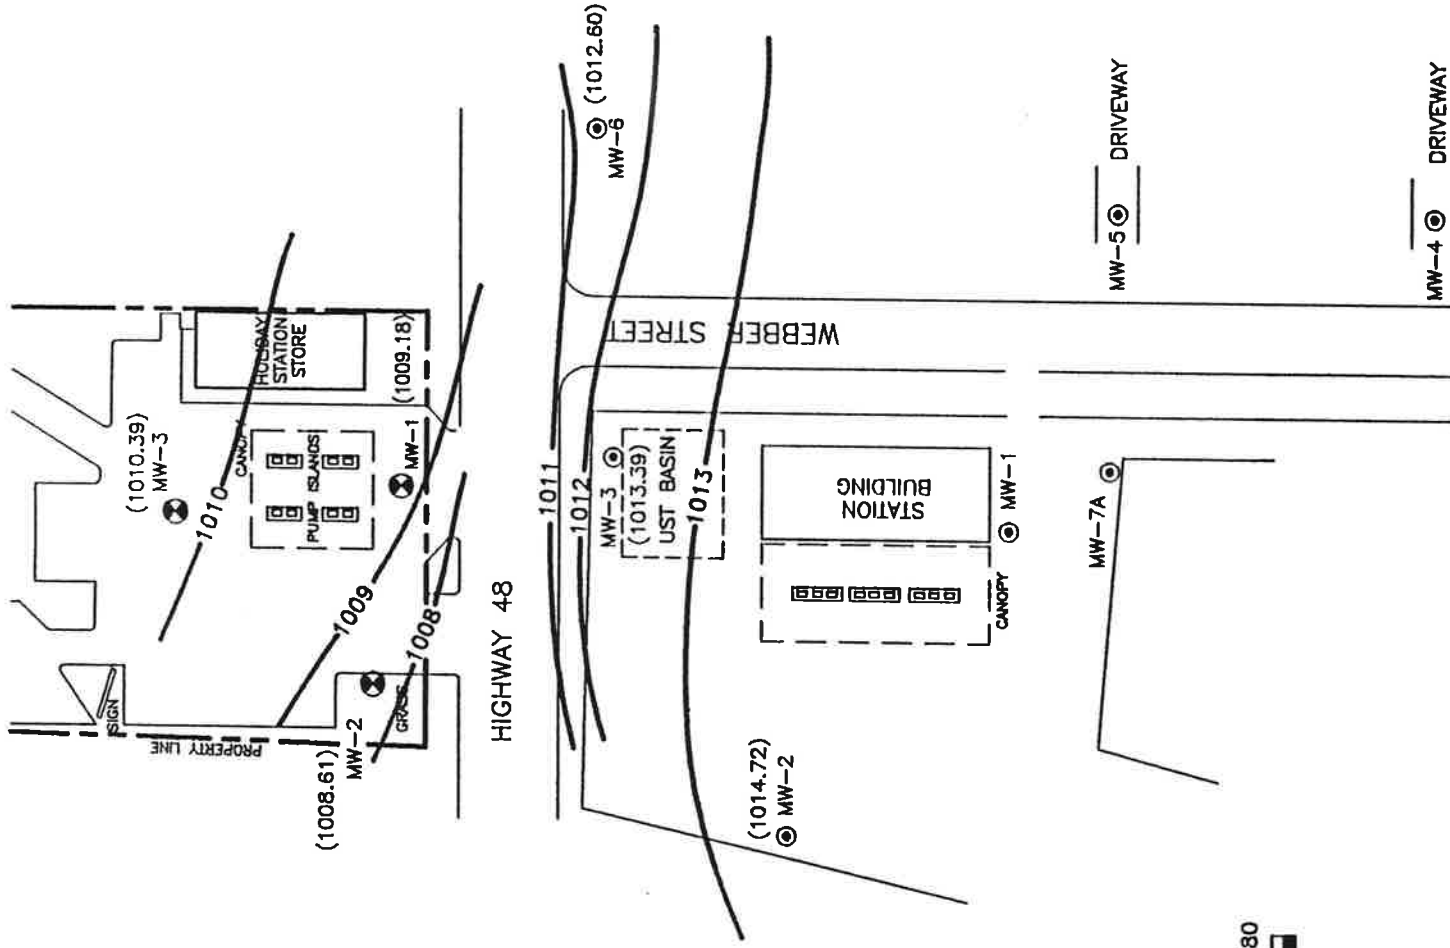 (1012.60)
MW-6
HOLIDAY
STATION
STORE
(1009.18)
(1010.39)
MW-3
CANOPY
PUMP ISLANDS
MW-1
1010
1009
1008
SIGN
PROPERTY LINE
GRASS
MW-2
(1008.61)
HIGHWAY 48
1011
1012
1013
MW-3
(1013.39)
UST BASIN
WEBBER STREET
STATION
BUILDING
MW-1
CANOPY
(1014.72)
MW-2
MW-7A
MW-5
DRIVEWAY
MW-4
DRIVEWAY
80